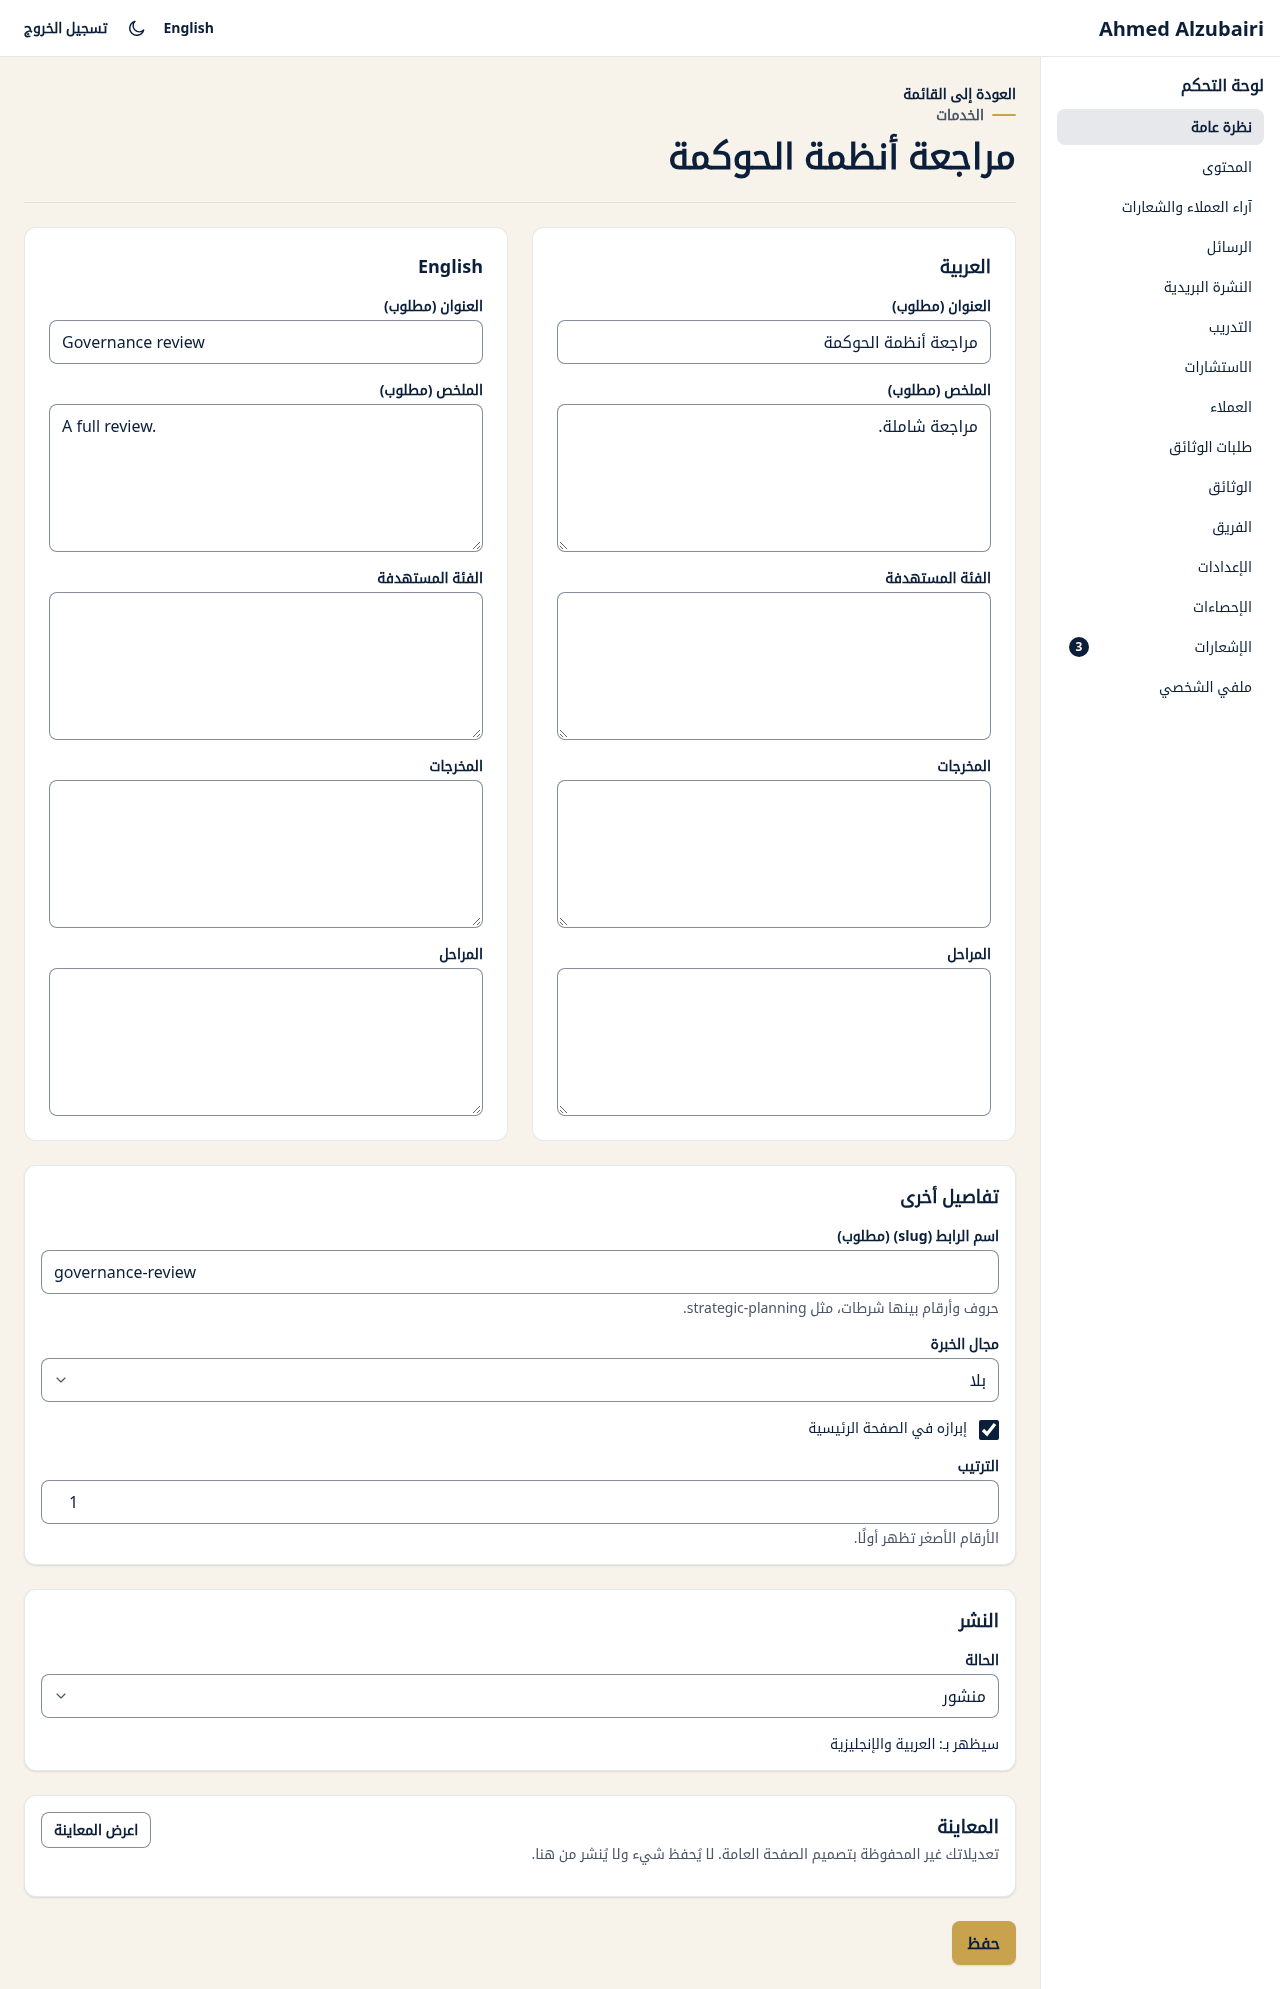 Ahmed Alzubairi
English
تسجيل الخروج
لوحة التحكم
نظرة عامة
المحتوى
آراء العملاء والشعارات
الرسائل
النشرة البريدية
التدريب
الاستشارات
العملاء
طلبات الوثائق
الوثائق
الفريق
الإعدادات
الإحصاءات
الإشعارات 3
ملفي الشخصي
العودة إلى القائمة
الخدمات
مراجعة أنظمة الحوكمة
العربية
العنوان (مطلوب)
مراجعة أنظمة الحوكمة
الملخص (مطلوب)
مراجعة شاملة.
الفئة المستهدفة
المخرجات
المراحل
English
العنوان (مطلوب)
Governance review
الملخص (مطلوب)
A full review.
الفئة المستهدفة
المخرجات
المراحل
تفاصيل أخرى
اسم الرابط (slug) (مطلوب)
governance-review
حروف وأرقام بينها شرطات، مثل strategic-planning.
مجال الخبرة
بلا
إبرازه في الصفحة الرئيسية
الترتيب
1
الأرقام الأصغر تظهر أولًا.
النشر
الحالة
منشور
سيظهر بـ: العربية والإنجليزية
المعاينة
اعرض المعاينة
تعديلاتك غير المحفوظة بتصميم الصفحة العامة. لا يُحفظ شيء ولا يُنشر من هنا.
حفظ